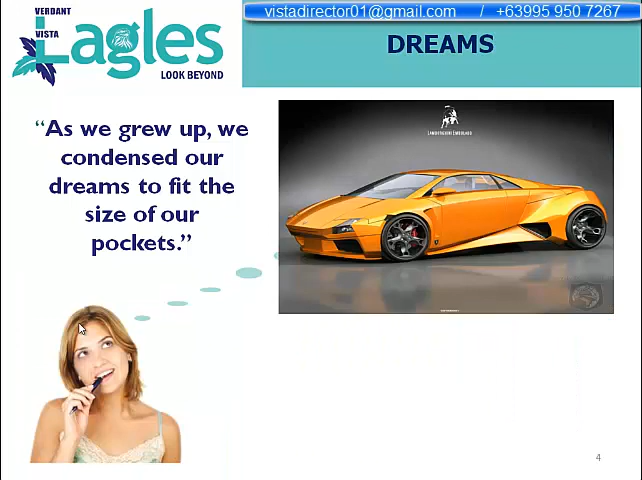 vistadirector01@gmail.com / +63995 950 7267
VERDANT
VISTA
Eagles
LOOK BEYOND
DREAMS
“As we grew up, we
condensed our
dreams to fit the
size of our
pockets.”
4